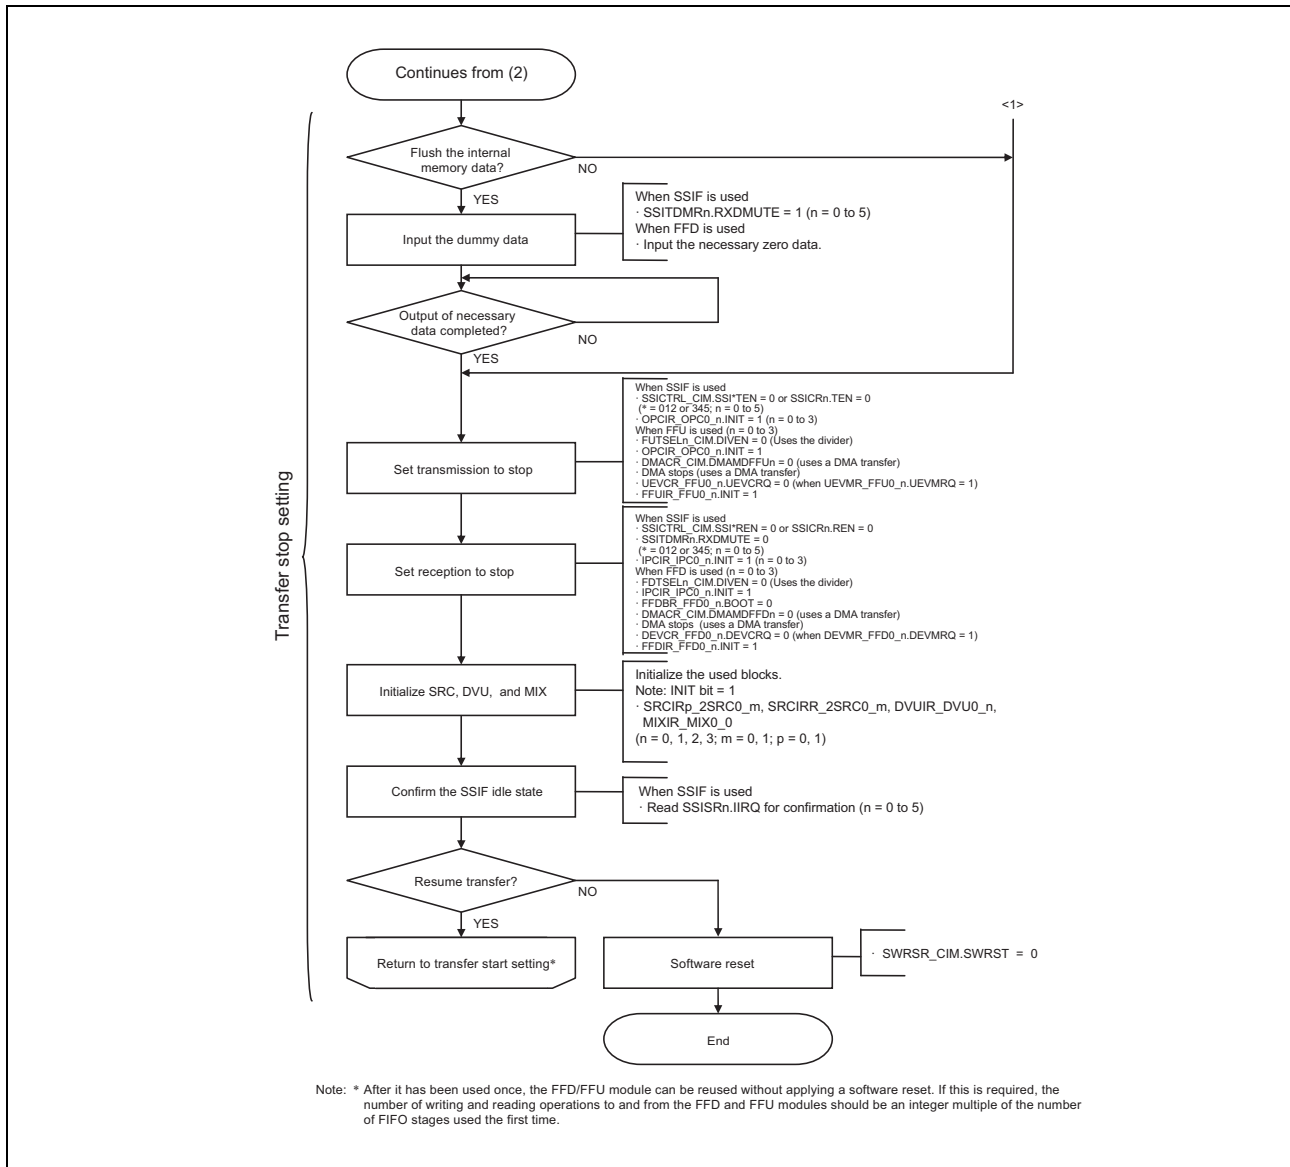 Continues from (2)
<1>
Flush the internal
memory data?
NO
YES
When SSIF is used
· SSITDMRn.RXDMUTE = 1 (n = 0 to 5)
When FFD is used
· Input the necessary zero data.
Input the dummy data
Output of necessary
data completed?
NO
YES
When SSIF is used
· SSICTRL_CIM.SSI*TEN = 0 or SSICRn.TEN = 0
(* = 012 or 345; n = 0 to 5)
· OPCIR_OPC0_n.INIT = 1 (n = 0 to 3)
When FFU is used (n = 0 to 3)
· FUTSELn_CIM.DIVEN = 0 (Uses the divider)
· OPCIR_OPC0_n.INIT = 1
· DMACR_CIM.DMAMDFFUn = 0 (uses a DMA transfer)
· DMA stops (uses a DMA transfer)
· UEVCR_FFU0_n.UEVCRQ = 0 (when UEVMR_FFU0_n.UEVMRQ = 1)
· FFUIR_FFU0_n.INIT = 1
Set transmission to stop
Transfer stop setting
When SSIF is used
· SSICTRL_CIM.SSI*REN = 0 or SSICRn.REN = 0
· SSITDMRn.RXDMUTE = 0
(* = 012 or 345; n = 0 to 5)
· IPCIR_IPC0_n.INIT = 1 (n = 0 to 3)
When FFD is used (n = 0 to 3)
· FDTSELn_CIM.DIVEN = 0 (Uses the divider)
· IPCIR_IPC0_n.INIT = 1
· FFDBR_FFD0_n.BOOT = 0
· DMACR_CIM.DMAMDFFDn = 0 (uses a DMA transfer)
· DMA stops (uses a DMA transfer)
· DEVCR_FFD0_n.DEVCRQ = 0 (when DEVMR_FFD0_n.DEVMRQ = 1)
· FFDIR_FFD0_n.INIT = 1
Set reception to stop
Initialize SRC, DVU, and MIX
Initialize the used blocks.
Note: INIT bit = 1
· SRCIRp_2SRC0_m, SRCIRR_2SRC0_m, DVUIR_DVU0_n,
MIXIR_MIX0_0
(n = 0, 1, 2, 3; m = 0, 1; p = 0, 1)
Confirm the SSIF idle state
When SSIF is used
· Read SSISRn.IIRQ for confirmation (n = 0 to 5)
Resume transfer?
NO
YES
Return to transfer start setting*
Software reset
· SWRSR_CIM.SWRST = 0
End
Note: * After it has been used once, the FFD/FFU module can be reused without applying a software reset. If this is required, the
number of writing and reading operations to and from the FFD and FFU modules should be an integer multiple of the number
of FIFO stages used the first time.